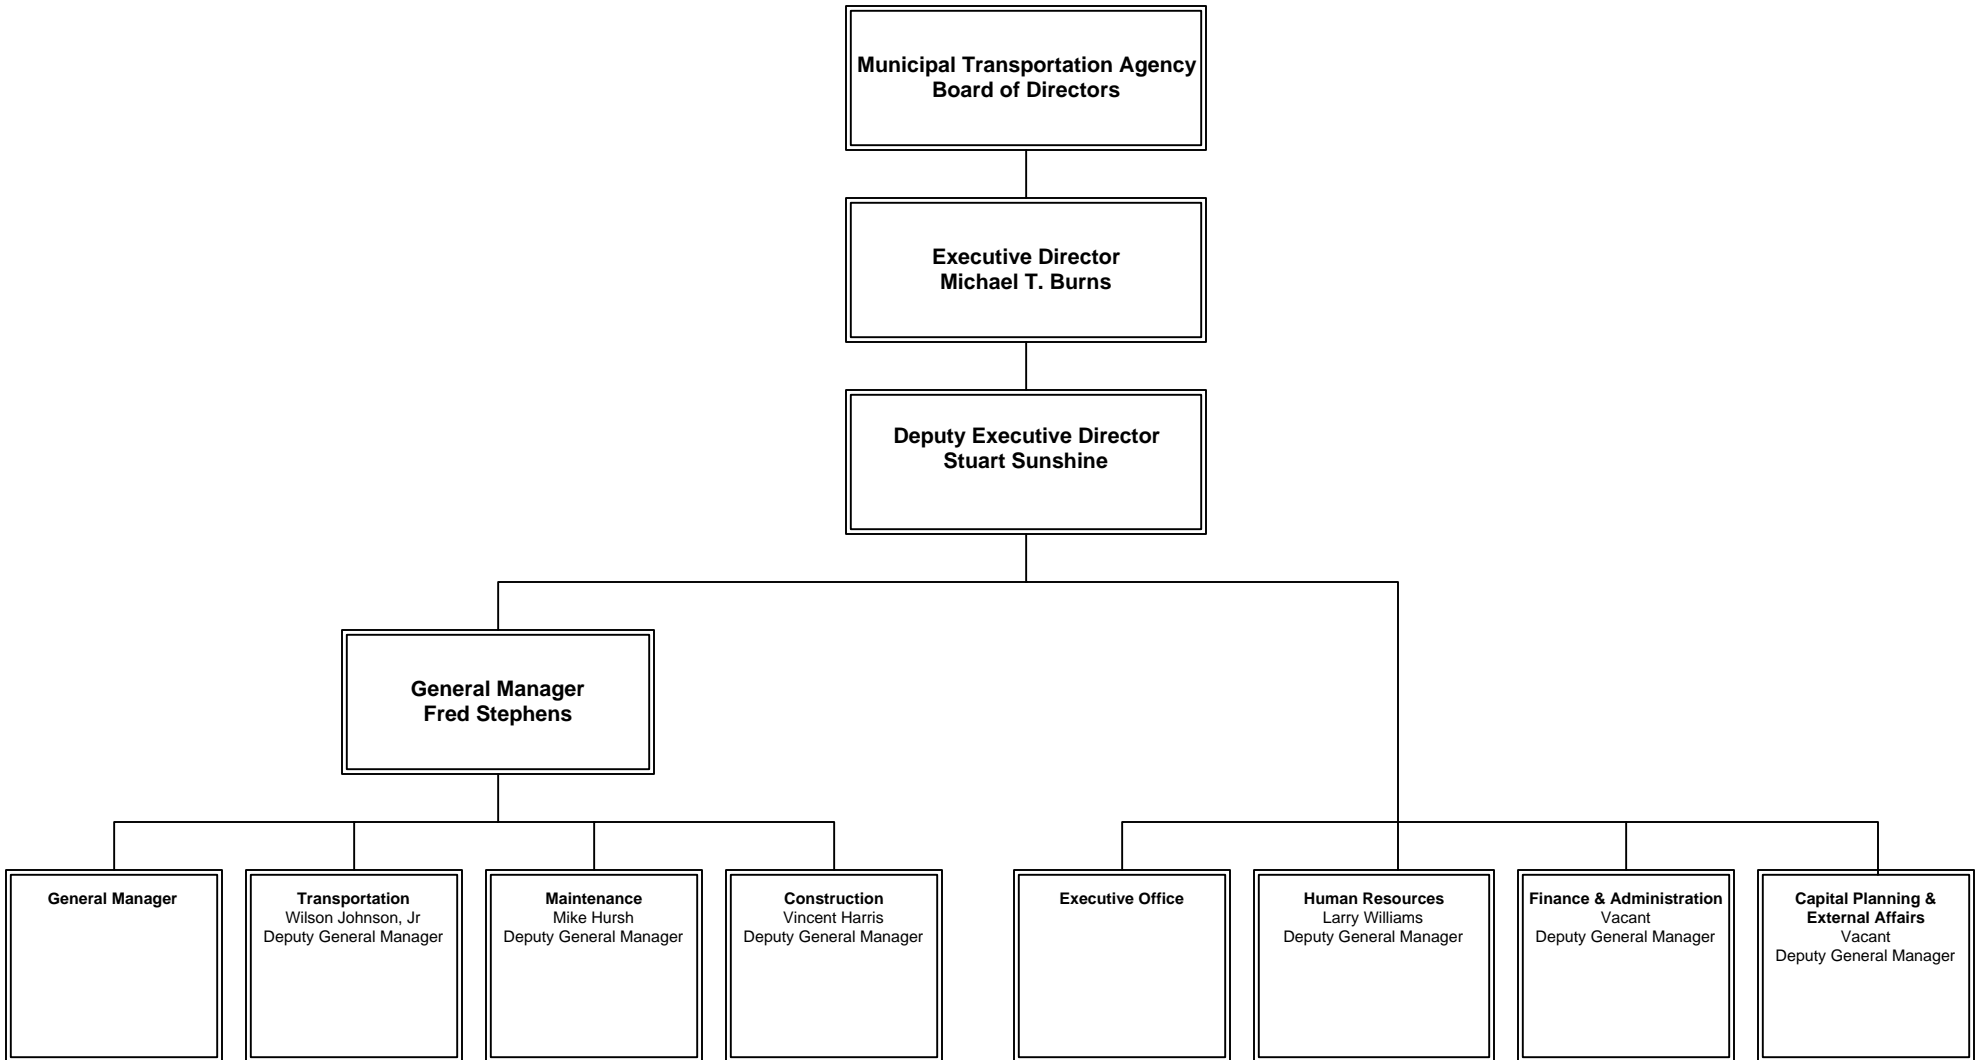 Municipal Transportation Agency
Board of Directors
Executive Director
Michael T. Burns
Deputy Executive Director
Stuart Sunshine
General Manager
Fred Stephens
General Manager
Transportation
Wilson Johnson, Jr
Deputy General Manager
Maintenance
Mike Hursh
Deputy General Manager
Construction
Vincent Harris
Deputy General Manager
Executive Office
Human Resources
Larry Williams
Deputy General Manager
Finance & Administration
Vacant
Deputy General Manager
Capital Planning &
External Affairs
Vacant
Deputy General Manager